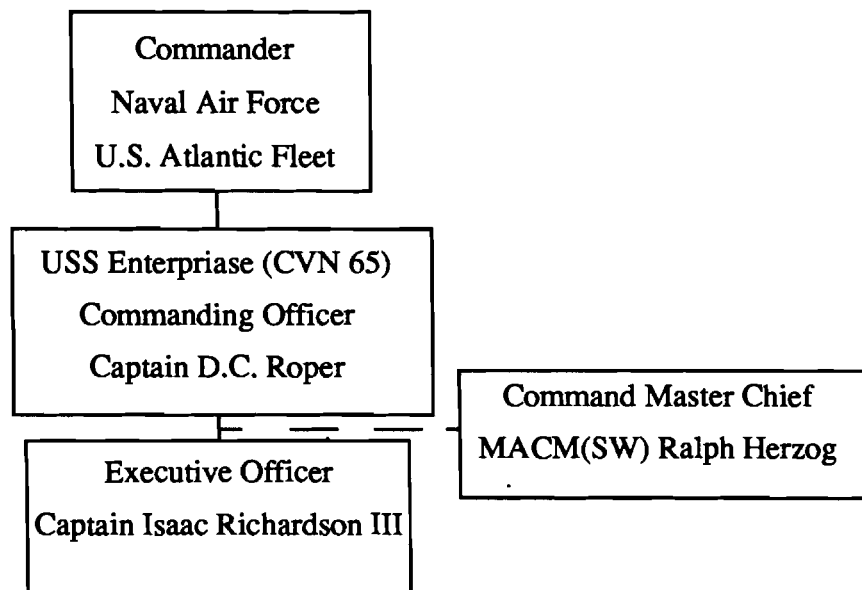 Commander
Naval Air Force
U.S. Atlantic Fleet
USS Enterpriase (CVN 65)
Commanding Officer
Captain D.C. Roper
Command Master Chief
MACM(SW) Ralph Herzog
Executive Officer
Captain Isaac Richardson III